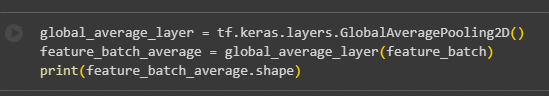 global_average_layer = tf.keras.layers.GlobalAveragePooling2D()
feature_batch_average = global_average_layer(feature_batch)
print(feature_batch_average.shape)